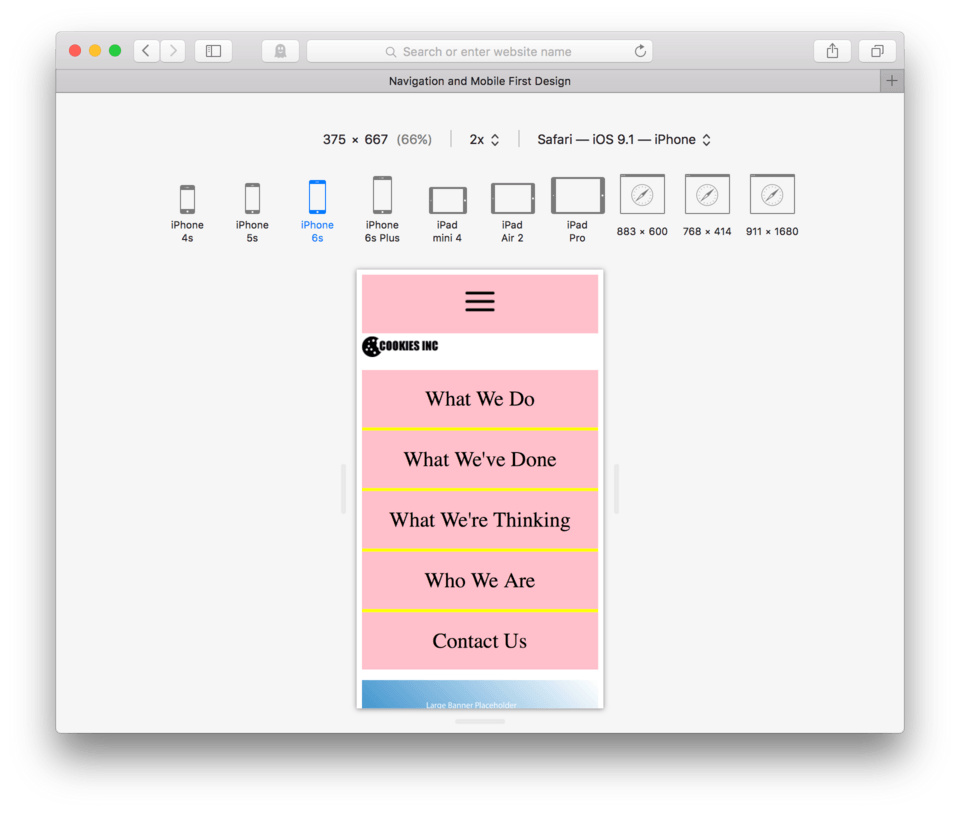 Search or enter website name
Navigation and Mobile First Design
375 × 667 (66%) 2x Safari — iOS 9.1 — iPhone
iPhone 4s
iPhone 5s
iPhone 6s
iPhone 6s Plus
iPad mini 4
iPad Air 2
iPad Pro
883 × 600
768 × 414
911 × 1680
COOKIES INC
What We Do
What We've Done
What We're Thinking
Who We Are
Contact Us
Large Banner Placeholder